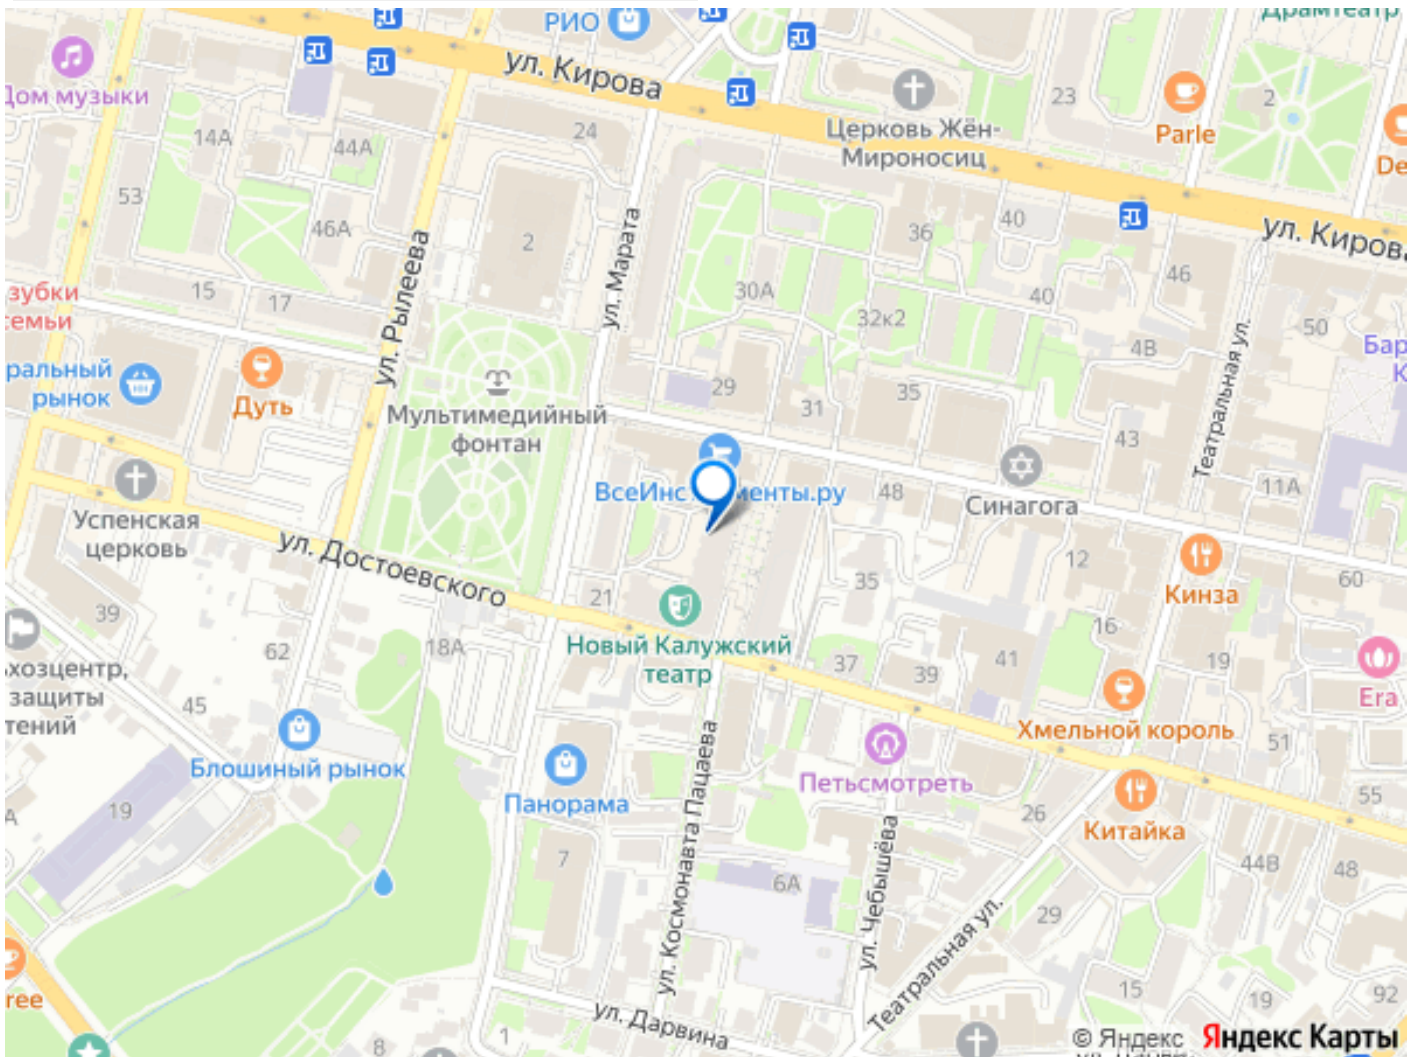 Драмтеатр
РИО
ул. Кирова
Дом музыки
23
2
Parle
De
Церковь Жён-
Мироносиц
24
14А
44А
53
46А
2
ул. Марата
36
40
ул. Кирова
зубки
семьи
15
17
ул. Рылеева
30А
40
46
32к2
50
4В
Театральная ул.
Бар
К
ральный
рынок
Дуть
Мультимедийный
фонтан
29
31
35
43
ВсеИнс
менты.ру
48
Синагога
11А
Успенская
церковь
ул. Достоевского
12
Кинза
60
39
21
35
16
Новый Калужский
театр
18А
62
37
39
41
19
Era
хозцентр,
защиты
тений
45
Хмельной король
51
Блошиный рынок
Панорама
Петьсмотреть
ул. Космонавта Пацаева
19
А
26
Китайка
55
7
6А
ул. Чебышёва
44В
48
29
Театральная ул.
ree
15
19
92
ул. Дарвина
1
8
© Яндекс Яндекс Карты